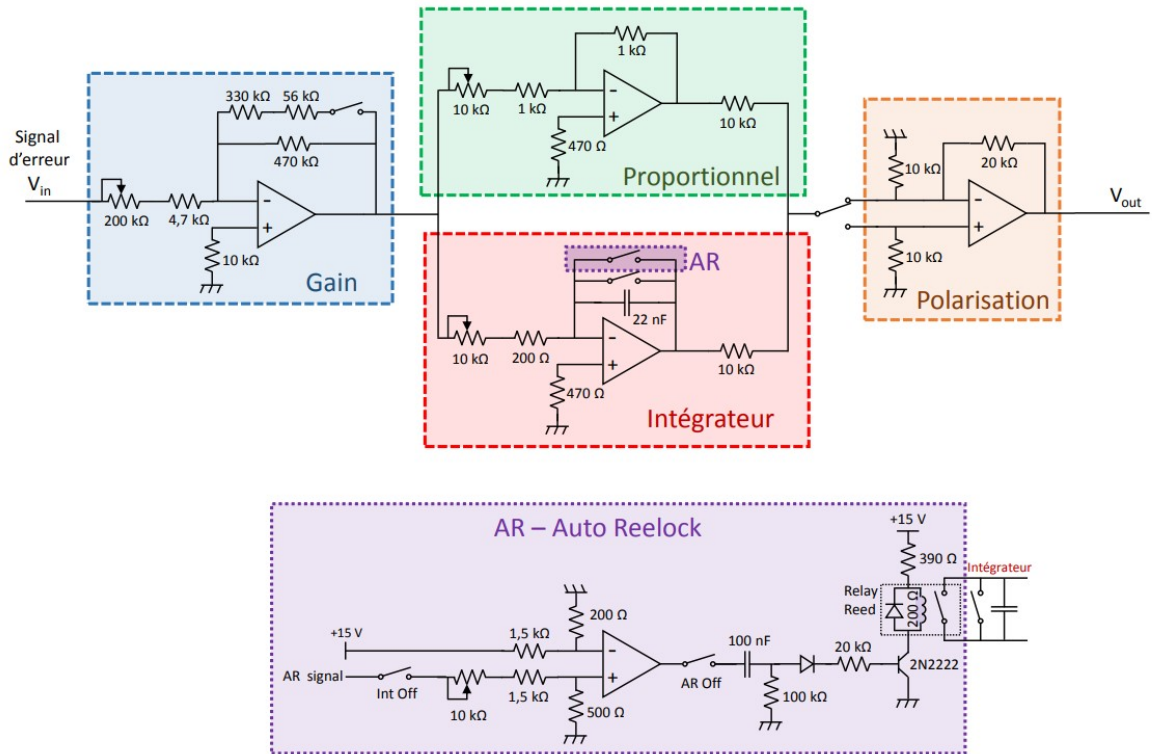 Signal
d'erreur
V_in
200 kΩ
4,7 kΩ
330 kΩ
56 kΩ
470 kΩ
-
+
10 kΩ
Gain
10 kΩ
1 kΩ
1 kΩ
-
+
470 Ω
10 kΩ
Proportionnel
AR
22 nF
10 kΩ
200 Ω
-
+
470 Ω
10 kΩ
Intégrateur
10 kΩ
20 kΩ
-
+
10 kΩ
Polarisation
V_out
AR – Auto Reelock
+15 V
390 Ω
Intégrateur
Relay
Reed
200 Ω
200 Ω
+15 V
1,5 kΩ
-
+
AR signal
Int Off
10 kΩ
1,5 kΩ
500 Ω
AR Off
100 nF
100 kΩ
20 kΩ
2N2222